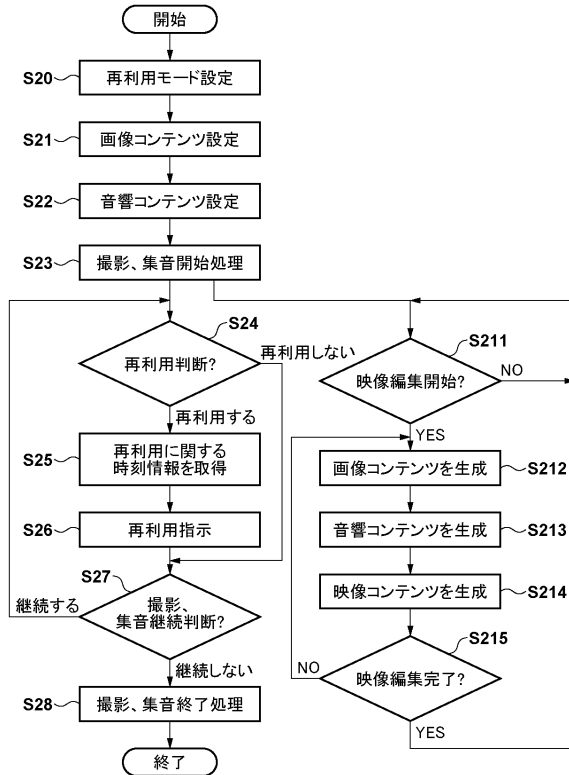 開始
S20
再利用モード設定
S21
画像コンテンツ設定
S22
音響コンテンツ設定
S23
撮影、集音開始処理
S24
再利用判断?
再利用しない
再利用する
S25
再利用に関する
時刻情報を取得
S26
再利用指示
S27
撮影、
集音継続判断?
継続する
継続しない
S28
撮影、集音終了処理
終了
S211
映像編集開始?
NO
YES
画像コンテンツを生成
S212
音響コンテンツを生成
S213
映像コンテンツを生成
S214
S215
映像編集完了?
NO
YES